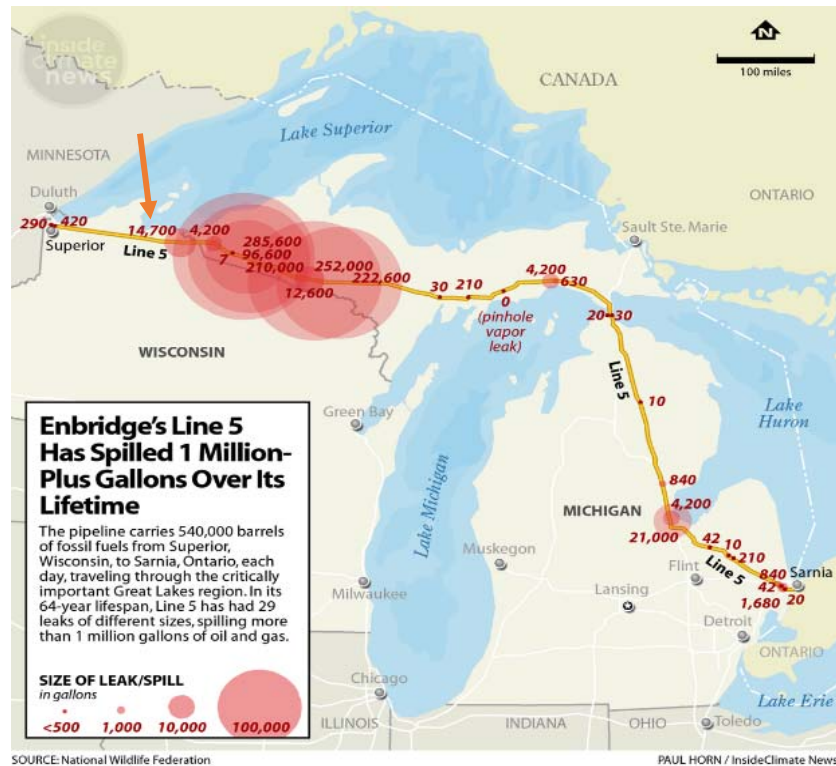 inside
climate
news
N
100 miles
CANADA
Lake Superior
MINNESOTA
ONTARIO
Duluth
Sault Ste. Marie
290 420
14,700 4,200
Superior
Line 5
285,600
7 96,600
210,000 252,000
222,600
12,600
30 210
4,200
630
0
(pinhole
vapor
leak)
20 30
WISCONSIN
Line 5
10
Green Bay
Lake
Huron
Lake Michigan
840
4,200
MICHIGAN
21,000
42 10
210
Line 5
840
Sarnia
42
1,680 20
Muskegon
Flint
Lansing
Milwaukee
Detroit
ONTARIO
Chicago
Lake Erie
ILLINOIS
INDIANA
OHIO
Toledo
Enbridge's Line 5
Has Spilled 1 Million-
Plus Gallons Over Its
Lifetime
The pipeline carries 540,000 barrels
of fossil fuels from Superior,
Wisconsin, to Sarnia, Ontario, each
day, traveling through the critically
important Great Lakes region. In its
64-year lifespan, Line 5 has had 29
leaks of different sizes, spilling more
than 1 million gallons of oil and gas.
SIZE OF LEAK/SPILL
in gallons
<500 1,000 10,000 100,000
SOURCE: National Wildlife Federation
PAUL HORN / InsideClimate News